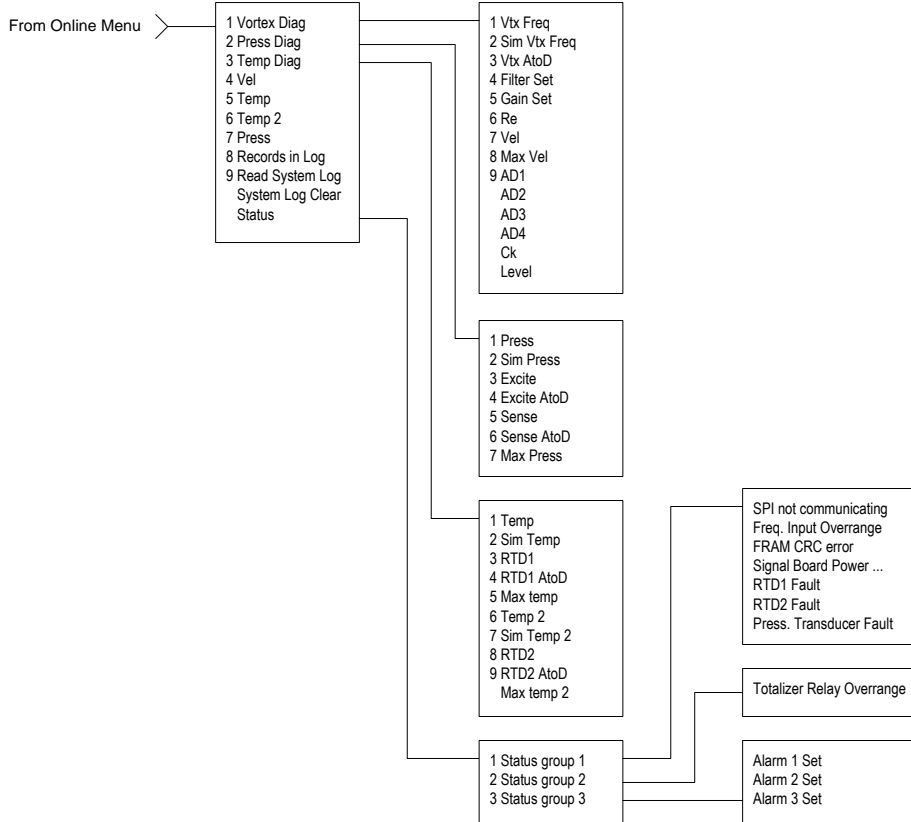 From Online Menu
1 Vortex Diag
2 Press Diag
3 Temp Diag
4 Vel
5 Temp
6 Temp 2
7 Press
8 Records in Log
9 Read System Log
System Log Clear
Status
1 Vtx Freq
2 Sim Vtx Freq
3 Vtx AtoD
4 Filter Set
5 Gain Set
6 Re
7 Vel
8 Max Vel
9 AD1
AD2
AD3
AD4
Ck
Level
1 Press
2 Sim Press
3 Excite
4 Excite AtoD
5 Sense
6 Sense AtoD
7 Max Press
1 Temp
2 Sim Temp
3 RTD1
4 RTD1 AtoD
5 Max temp
6 Temp 2
7 Sim Temp 2
8 RTD2
9 RTD2 AtoD
Max temp 2
1 Status group 1
2 Status group 2
3 Status group 3
SPI not communicating
Freq. Input Overrange
FRAM CRC error
Signal Board Power ...
RTD1 Fault
RTD2 Fault
Press. Transducer Fault
Totalizer Relay Overrange
Alarm 1 Set
Alarm 2 Set
Alarm 3 Set